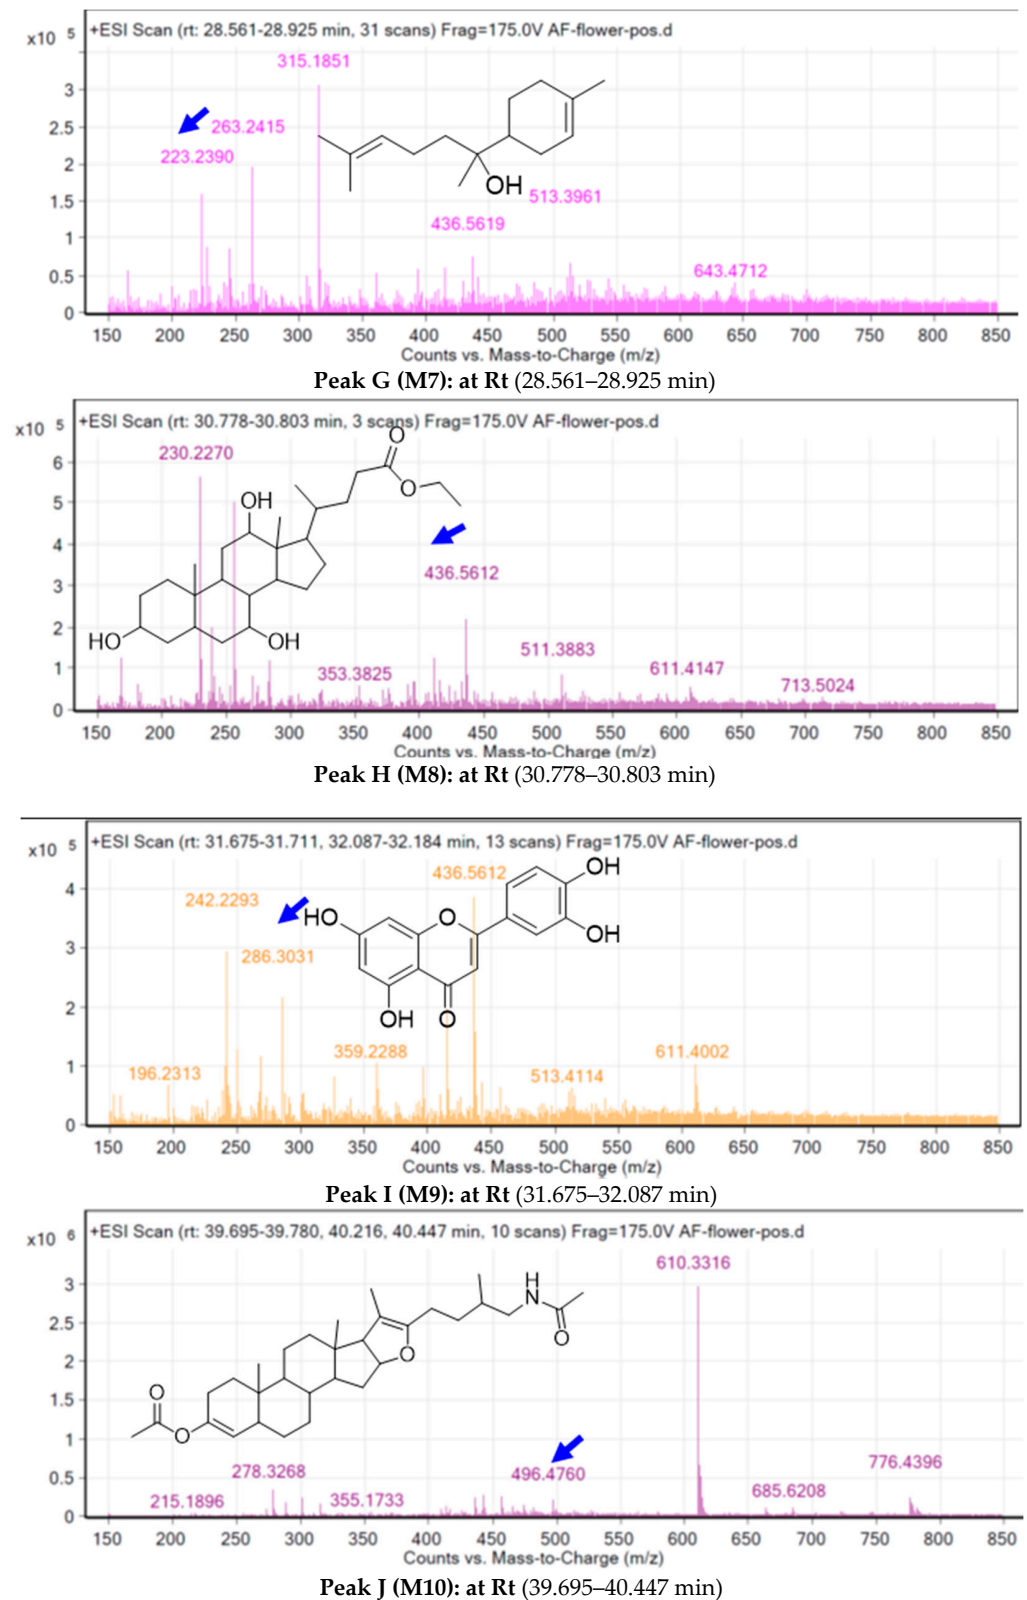 +ESI Scan (rt: 28.561-28.925 min, 31 scans) Frag=175.0V AF-flower-pos.d
x10 5
315.1851
3
2.5
263.2415
223.2390
2
OH
513.3961
1.5
436.5619
1
643.4712
0.5
0
150 200 250 300 350 400 450 500 550 600 650 700 750 800 850
Counts vs. Mass-to-Charge (m/z)
Peak G (M7): at Rt (28.561–28.925 min)
+ESI Scan (rt: 30.778-30.803 min, 3 scans) Frag=175.0V AF-flower-pos.d
x10 5
O
230.2270
6
O
OH
5
4
436.5612
3
HO OH
2
511.3883
353.3825
611.4147
1
713.5024
0
150 200 250 300 350 400 450 500 550 600 650 700 750 800 850
Counts vs. Mass-to-Charge (m/z)
Peak H (M8): at Rt (30.778–30.803 min)
+ESI Scan (rt: 31.675-31.711, 32.087-32.184 min, 13 scans) Frag=175.0V AF-flower-pos.d
x10 5
436.5612
OH
4
242.2293
HO O
OH
286.3031
3
OH O
2
359.2288
611.4002
1
196.2313
513.4114
0
150 200 250 300 350 400 450 500 550 600 650 700 750 800 850
Counts vs. Mass-to-Charge (m/z)
Peak I (M9): at Rt (31.675–32.087 min)
+ESI Scan (rt: 39.695-39.780, 40.216, 40.447 min, 10 scans) Frag=175.0V AF-flower-pos.d
x10 6
610.3316
3
H
N
O
2.5
O
2
O
1.5
O
1
278.3268
496.4760
776.4396
0.5
215.1896
355.1733
685.6208
0
150 200 250 300 350 400 450 500 550 600 650 700 750 800 850
Counts vs. Mass-to-Charge (m/z)
Peak J (M10): at Rt (39.695–40.447 min)